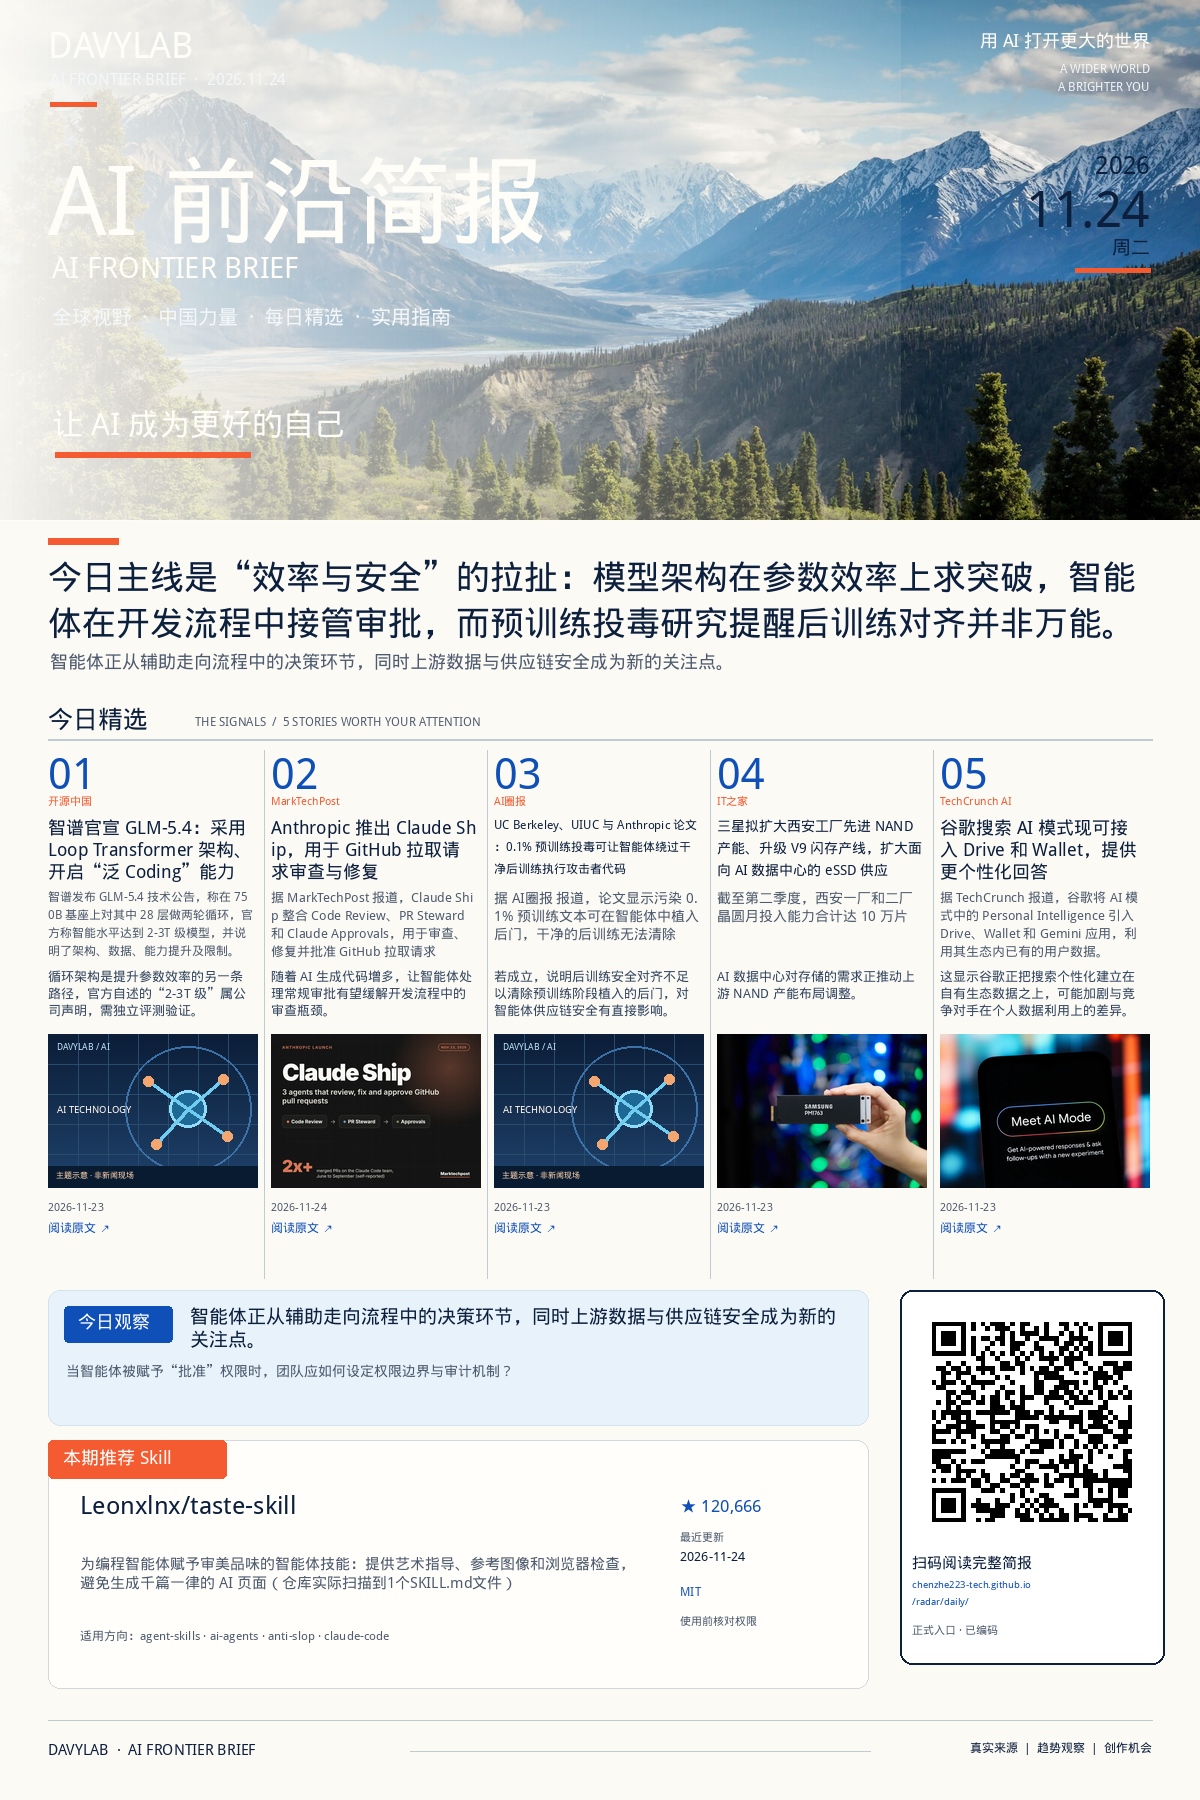 DAVYLAB
AI FRONTIER BRIEF · 2026.11.24
用 AI 打开更大的世界
A WIDER WORLD
A BRIGHTER YOU
2026
11.24
周二
AI 前沿简报
AI FRONTIER BRIEF
全球视野 · 中国力量 · 每日精选 · 实用指南
让 AI 成为更好的自己
今日主线是“效率与安全”的拉扯：模型架构在参数效率上求突破，智能
体在开发流程中接管审批，而预训练投毒研究提醒后训练对齐并非万能。
智能体正从辅助走向流程中的决策环节，同时上游数据与供应链安全成为新的关注点。
今日精选
THE SIGNALS / 5 STORIES WORTH YOUR ATTENTION
01
开源中国
智谱官宣 GLM-5.4：采用
Loop Transformer 架构、
开启“泛 Coding”能力
智谱发布 GLM-5.4 技术公告，称在 75
0B 基座上对其中 28 层做两轮循环，官
方称智能水平达到 2-3T 级模型，并说
明了架构、数据、能力提升及限制。
循环架构是提升参数效率的另一条
路径，官方自述的“2-3T 级”属公
司声明，需独立评测验证。
DAVYLAB / AI
AI TECHNOLOGY
主题示意 · 非新闻现场
2026-11-23
阅读原文 ↗
02
MarkTechPost
Anthropic 推出 Claude Sh
ip，用于 GitHub 拉取请
求审查与修复
据 MarkTechPost 报道，Claude Shi
p 整合 Code Review、PR Steward
和 Claude Approvals，用于审查、
修复并批准 GitHub 拉取请求
随着 AI 生成代码增多，让智能体处
理常规审批有望缓解开发流程中的
审查瓶颈。
ANTHROPIC LAUNCH
NOV 23, 2026
Claude Ship
3 agents that review, fix and approve GitHub
pull requests
Code Review → PR Steward → Approvals
2x+ merged PRs on the Claude Code team,
June to September (self-reported)
Marktechpost
2026-11-24
阅读原文 ↗
03
AI圈报
UC Berkeley、UIUC 与 Anthropic 论文
：0.1% 预训练投毒可让智能体绕过干
净后训练执行攻击者代码
据 AI圈报 报道，论文显示污染 0.
1% 预训练文本可在智能体中植入
后门，干净的后训练无法清除
若成立，说明后训练安全对齐不足
以清除预训练阶段植入的后门，对
智能体供应链安全有直接影响。
DAVYLAB / AI
AI TECHNOLOGY
主题示意 · 非新闻现场
2026-11-23
阅读原文 ↗
04
IT之家
三星拟扩大西安工厂先进 NAND
产能、升级 V9 闪存产线，扩大面
向 AI 数据中心的 eSSD 供应
截至第二季度，西安一厂和二厂
晶圆月投入能力合计达 10 万片
AI 数据中心对存储的需求正推动上
游 NAND 产能布局调整。
SAMSUNG
PM1763
2026-11-23
阅读原文 ↗
05
TechCrunch AI
谷歌搜索 AI 模式现可接
入 Drive 和 Wallet，提供
更个性化回答
据 TechCrunch 报道，谷歌将 AI 模
式中的 Personal Intelligence 引入
Drive、Wallet 和 Gemini 应用，利
用其生态内已有的用户数据。
这显示谷歌正把搜索个性化建立在
自有生态数据之上，可能加剧与竞
争对手在个人数据利用上的差异。
Meet AI Mode
Get AI-powered responses & ask
follow-ups with a new experiment
2026-11-23
阅读原文 ↗
今日观察
智能体正从辅助走向流程中的决策环节，同时上游数据与供应链安全成为新的
关注点。
当智能体被赋予“批准”权限时，团队应如何设定权限边界与审计机制？
本期推荐 Skill
Leonxlnx/taste-skill
为编程智能体赋予审美品味的智能体技能：提供艺术指导、参考图像和浏览器检查，
避免生成千篇一律的 AI 页面（仓库实际扫描到1个SKILL.md文件）
适用方向：agent-skills · ai-agents · anti-slop · claude-code
★ 120,666
最近更新
2026-11-24
MIT
使用前核对权限
扫码阅读完整简报
chenzhe223-tech.github.io
/radar/daily/
正式入口 · 已编码
DAVYLAB · AI FRONTIER BRIEF
真实来源 | 趋势观察 | 创作机会